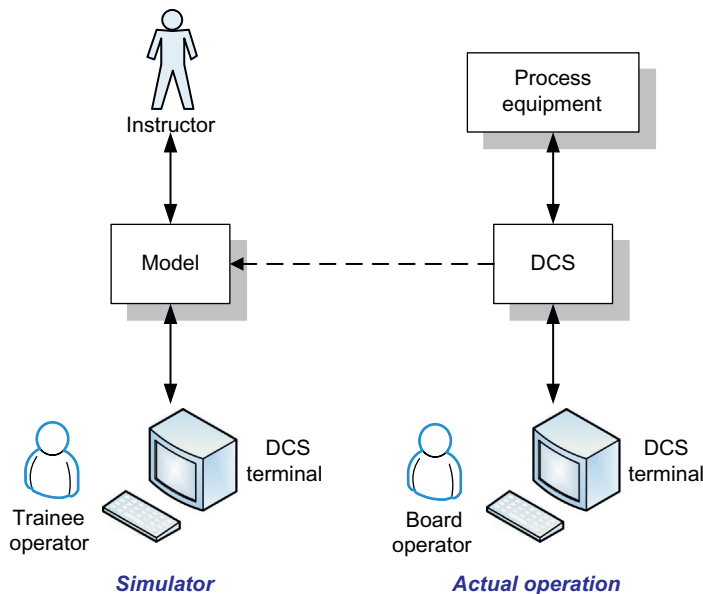 Process
equipment
Instructor
Model
DCS
DCS
terminal
Trainee
operator
DCS
terminal
Board
operator
Simulator
Actual operation